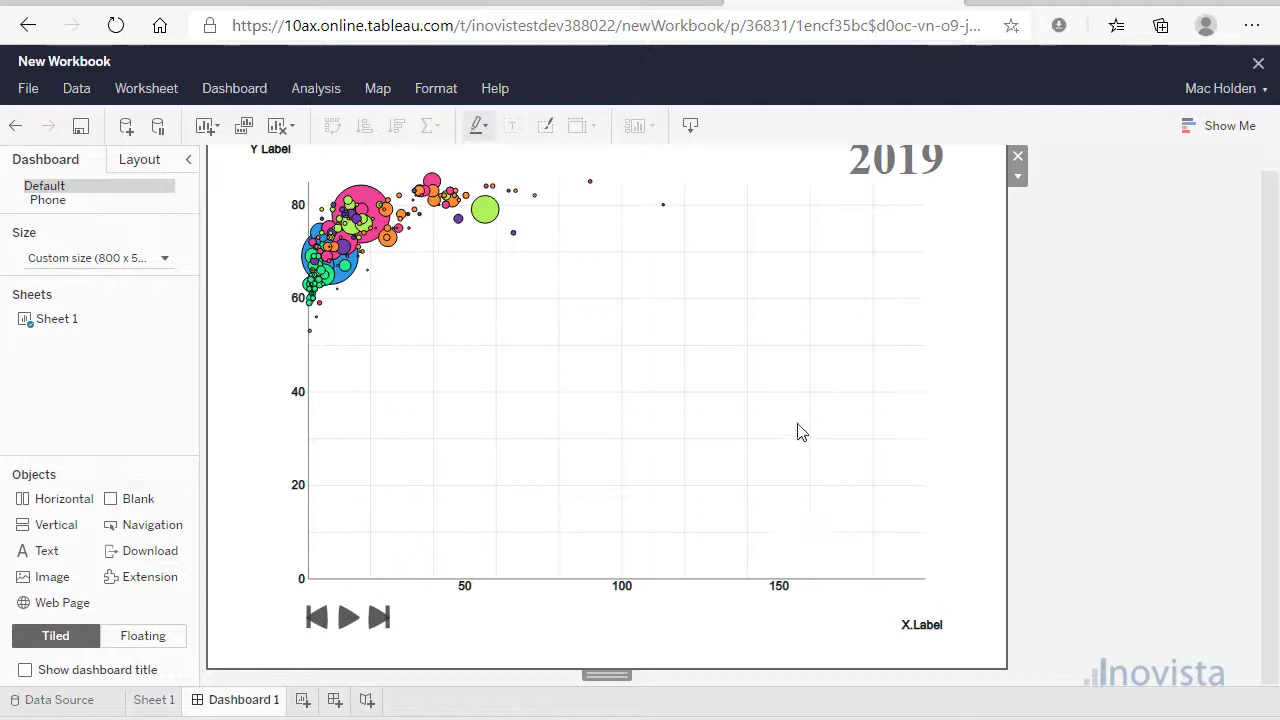 https://10ax.online.tableau.com/t/inovistestdev388022/newWorkbook/p/36831/1encf35bc$d0oc-vn-o9-j...
New Workbook
File Data Worksheet Dashboard Analysis Map Format Help
Mac Holden
Show Me
Dashboard Layout
Default
Phone
Size
Custom size (800 x 5...
Sheets
Sheet 1
Objects
Horizontal Blank
Vertical Navigation
Text Download
Image Extension
Web Page
Tiled Floating
Show dashboard title
Y Label
2019
80
60
40
20
0
50 100 150
X.Label
Inovista
Data Source Sheet 1 Dashboard 1